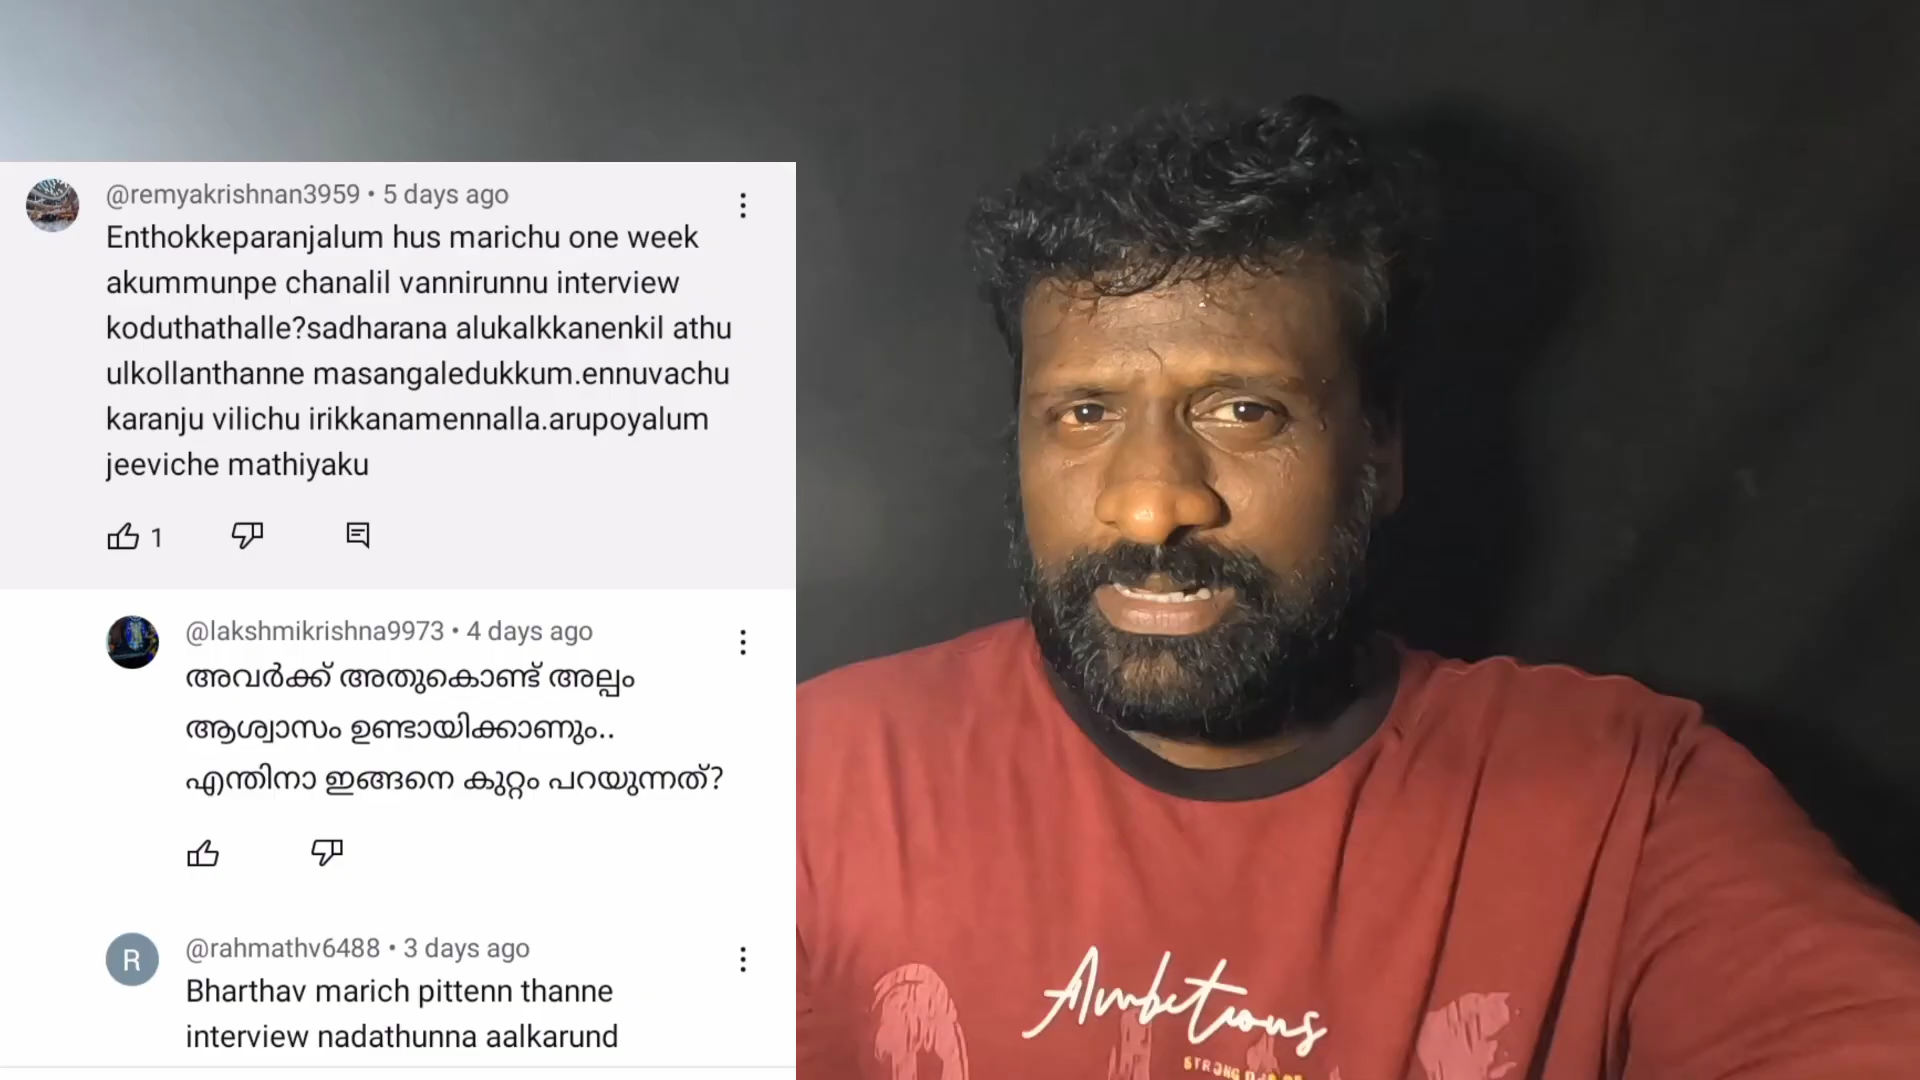 @remyakrishnan3959 • 5 days ago
Enthokkeparanjalum hus marichu one week
akummunpe chanalil vannirunnu interview
koduthathalle?sadharana alukalkkanenkil athu
ulkollanthanne masangaledukkum.ennuvachu
karanju vilichu irikkanamennalla.arupoyalum
jeeviche mathiyaku
1
@lakshmikrishna9973 • 4 days ago
അവർക്ക് അതുകൊണ്ട് അല്പം
ആശ്വാസം ഉണ്ടായിക്കാണും..
എന്തിനാ ഇങ്ങനെ കുറ്റം പറയുന്നത്?
R
@rahmathv6488 • 3 days ago
Bharthav marich pittenn thanne
interview nadathunna aalkarund
Ambitious
STRONG